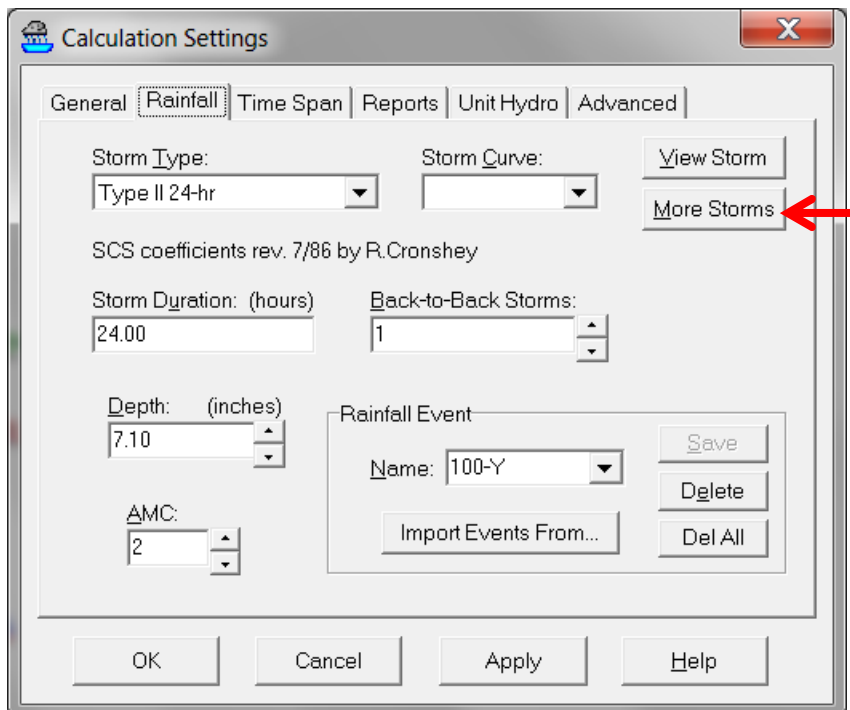 Calculation Settings
General Rainfall Time Span Reports Unit Hydro Advanced
Storm Type: Storm Curve: View Storm
Type II 24-hr
More Storms
SCS coefficients rev. 7/86 by R.Cronshey
Storm Duration: (hours) Back-to-Back Storms:
24.00 1
Depth: (inches) Rainfall Event
7.10 Save
Name: 100-Y
Delete
AMC:
2 Import Events From... Del All
OK Cancel Apply Help